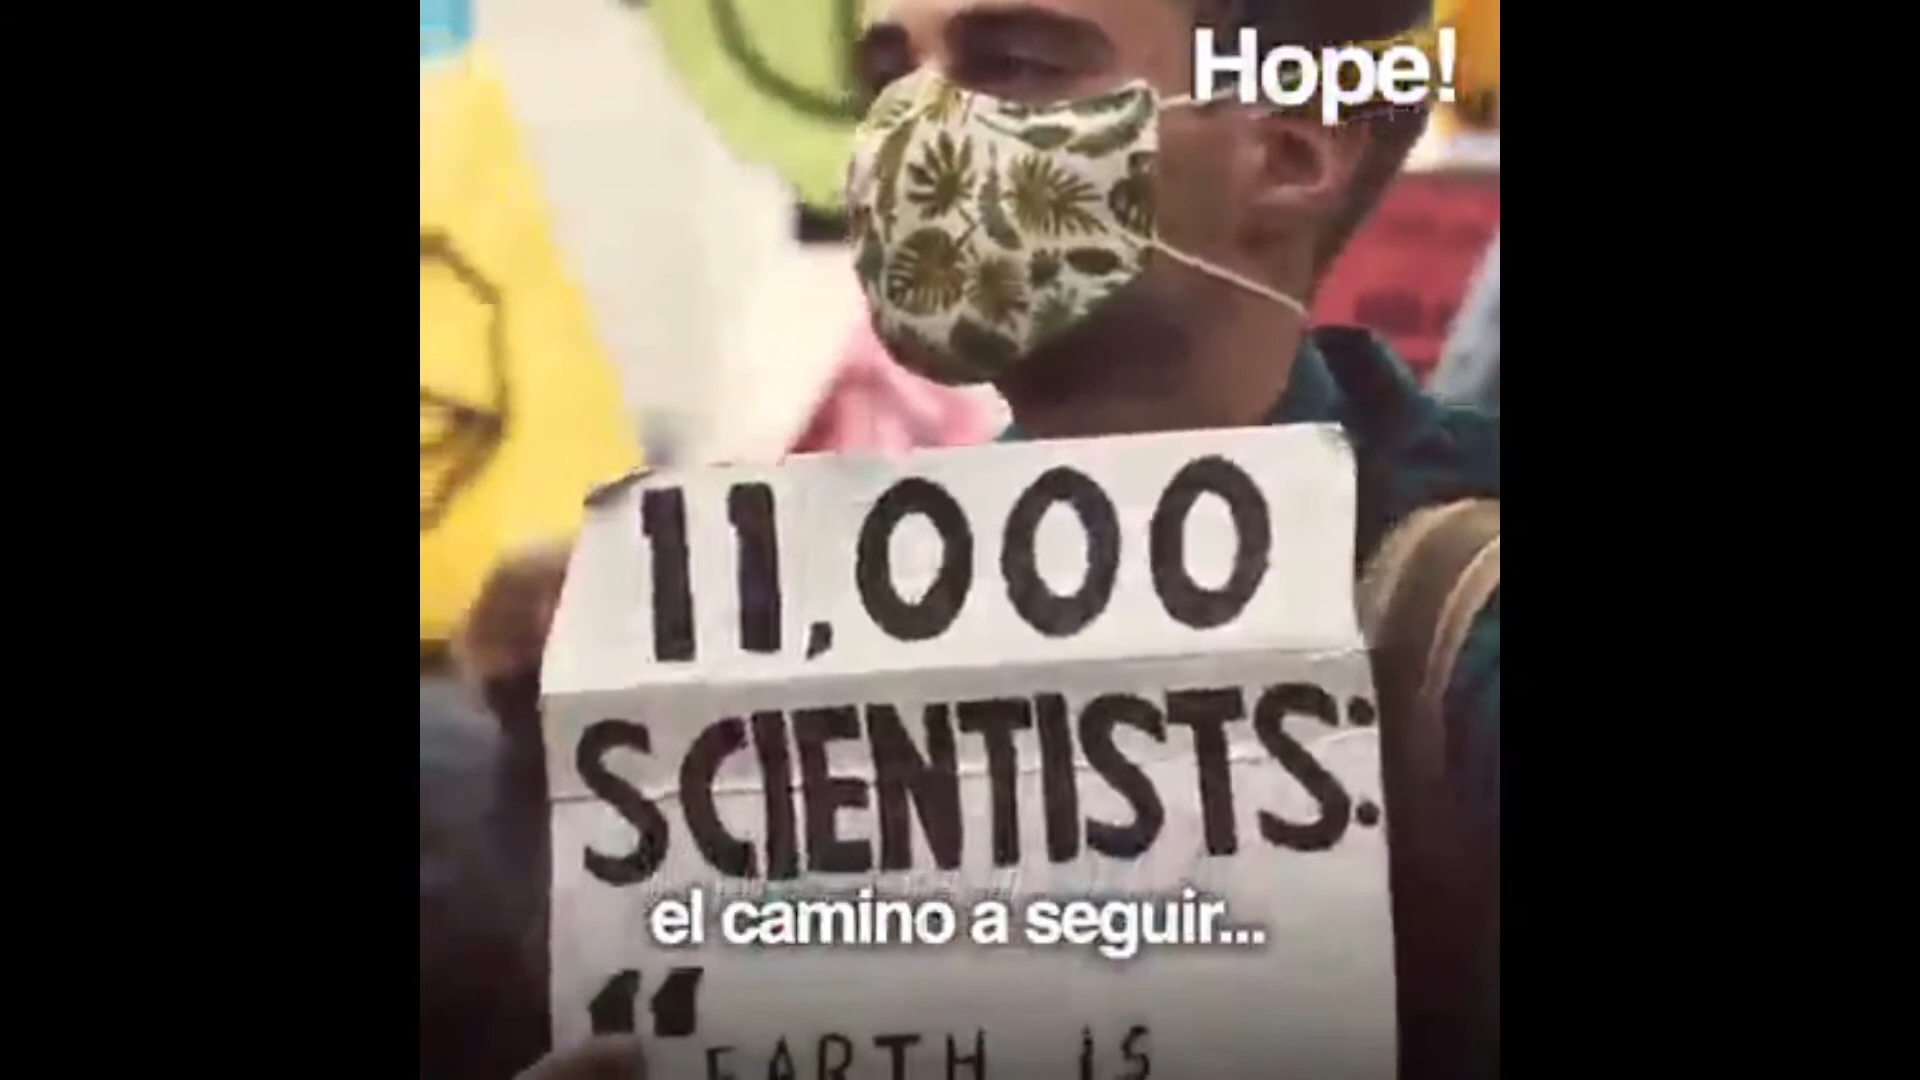 Hope!
11,000
SCIENTISTS:
el camino a seguir...
“EARTH IS